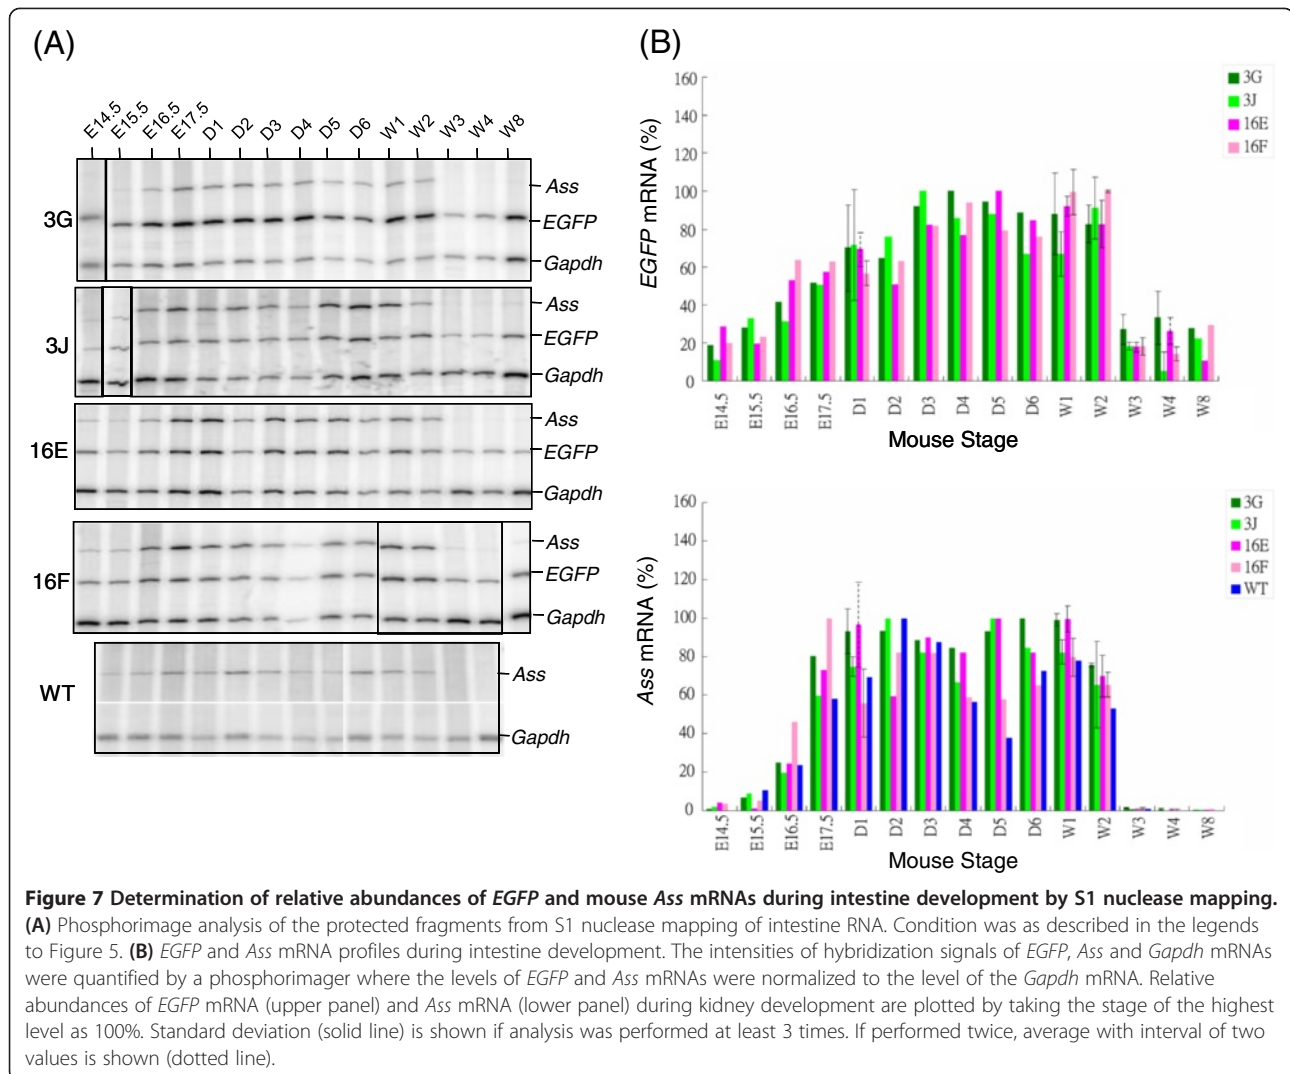 (A)
E14.5 E15.5 E16.5 E17.5 D1 D2 D3 D4 D5 D6 W1 W2 W3 W4 W8
3G
Ass
EGFP
Gapdh
3J
Ass
EGFP
Gapdh
16E
Ass
EGFP
Gapdh
16F
Ass
EGFP
Gapdh
WT
Ass
Gapdh
(B)
EGFP mRNA (%)
160
140
120
100
80
60
40
20
0
3G
3J
16E
16F
E14.5 E15.5 E16.5 E17.5 D1 D2 D3 D4 D5 D6 W1 W2 W3 W4 W8
Mouse Stage
Ass mRNA (%)
160
140
120
100
80
60
40
20
0
3G
3J
16E
16F
WT
E14.5 E15.5 E16.5 E17.5 D1 D2 D3 D4 D5 D6 W1 W2 W3 W4 W8
Mouse Stage
Figure 7 Determination of relative abundances of EGFP and mouse Ass mRNAs during intestine development by S1 nuclease mapping.
(A) Phosphorimage analysis of the protected fragments from S1 nuclease mapping of intestine RNA. Condition was as described in the legends
to Figure 5. (B) EGFP and Ass mRNA profiles during intestine development. The intensities of hybridization signals of EGFP, Ass and Gapdh mRNAs
were quantified by a phosphorimager where the levels of EGFP and Ass mRNAs were normalized to the level of the Gapdh mRNA. Relative
abundances of EGFP mRNA (upper panel) and Ass mRNA (lower panel) during kidney development are plotted by taking the stage of the highest
level as 100%. Standard deviation (solid line) is shown if analysis was performed at least 3 times. If performed twice, average with interval of two
values is shown (dotted line).